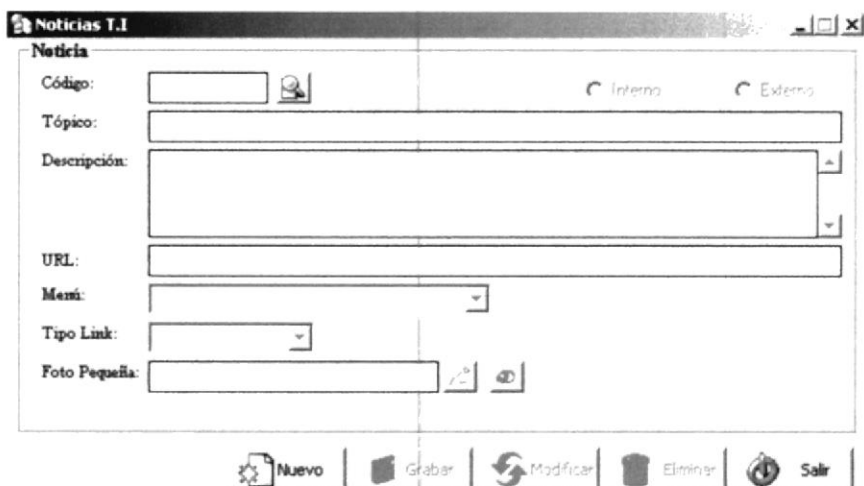 Noticias T.I
Noticia
Código:
Interno Externo
Tópico:
Descripción:
URL:
Menú:
Tipo Link:
Foto Pequeña:
Nuevo Grabar Modificar Eliminar Salir